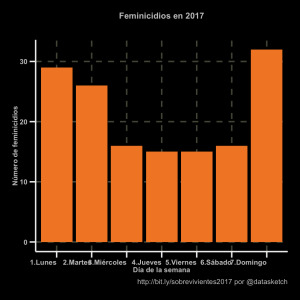 Feminicidios en 2017
Número de feminicidios
30
20
10
0
1.Lunes 2.Martes 3.Miércoles 4.Jueves 5.Viernes 6.Sábado 7.Domingo
Día de la semana
http://bit.ly/sobrevivientes2017 por @datasketch